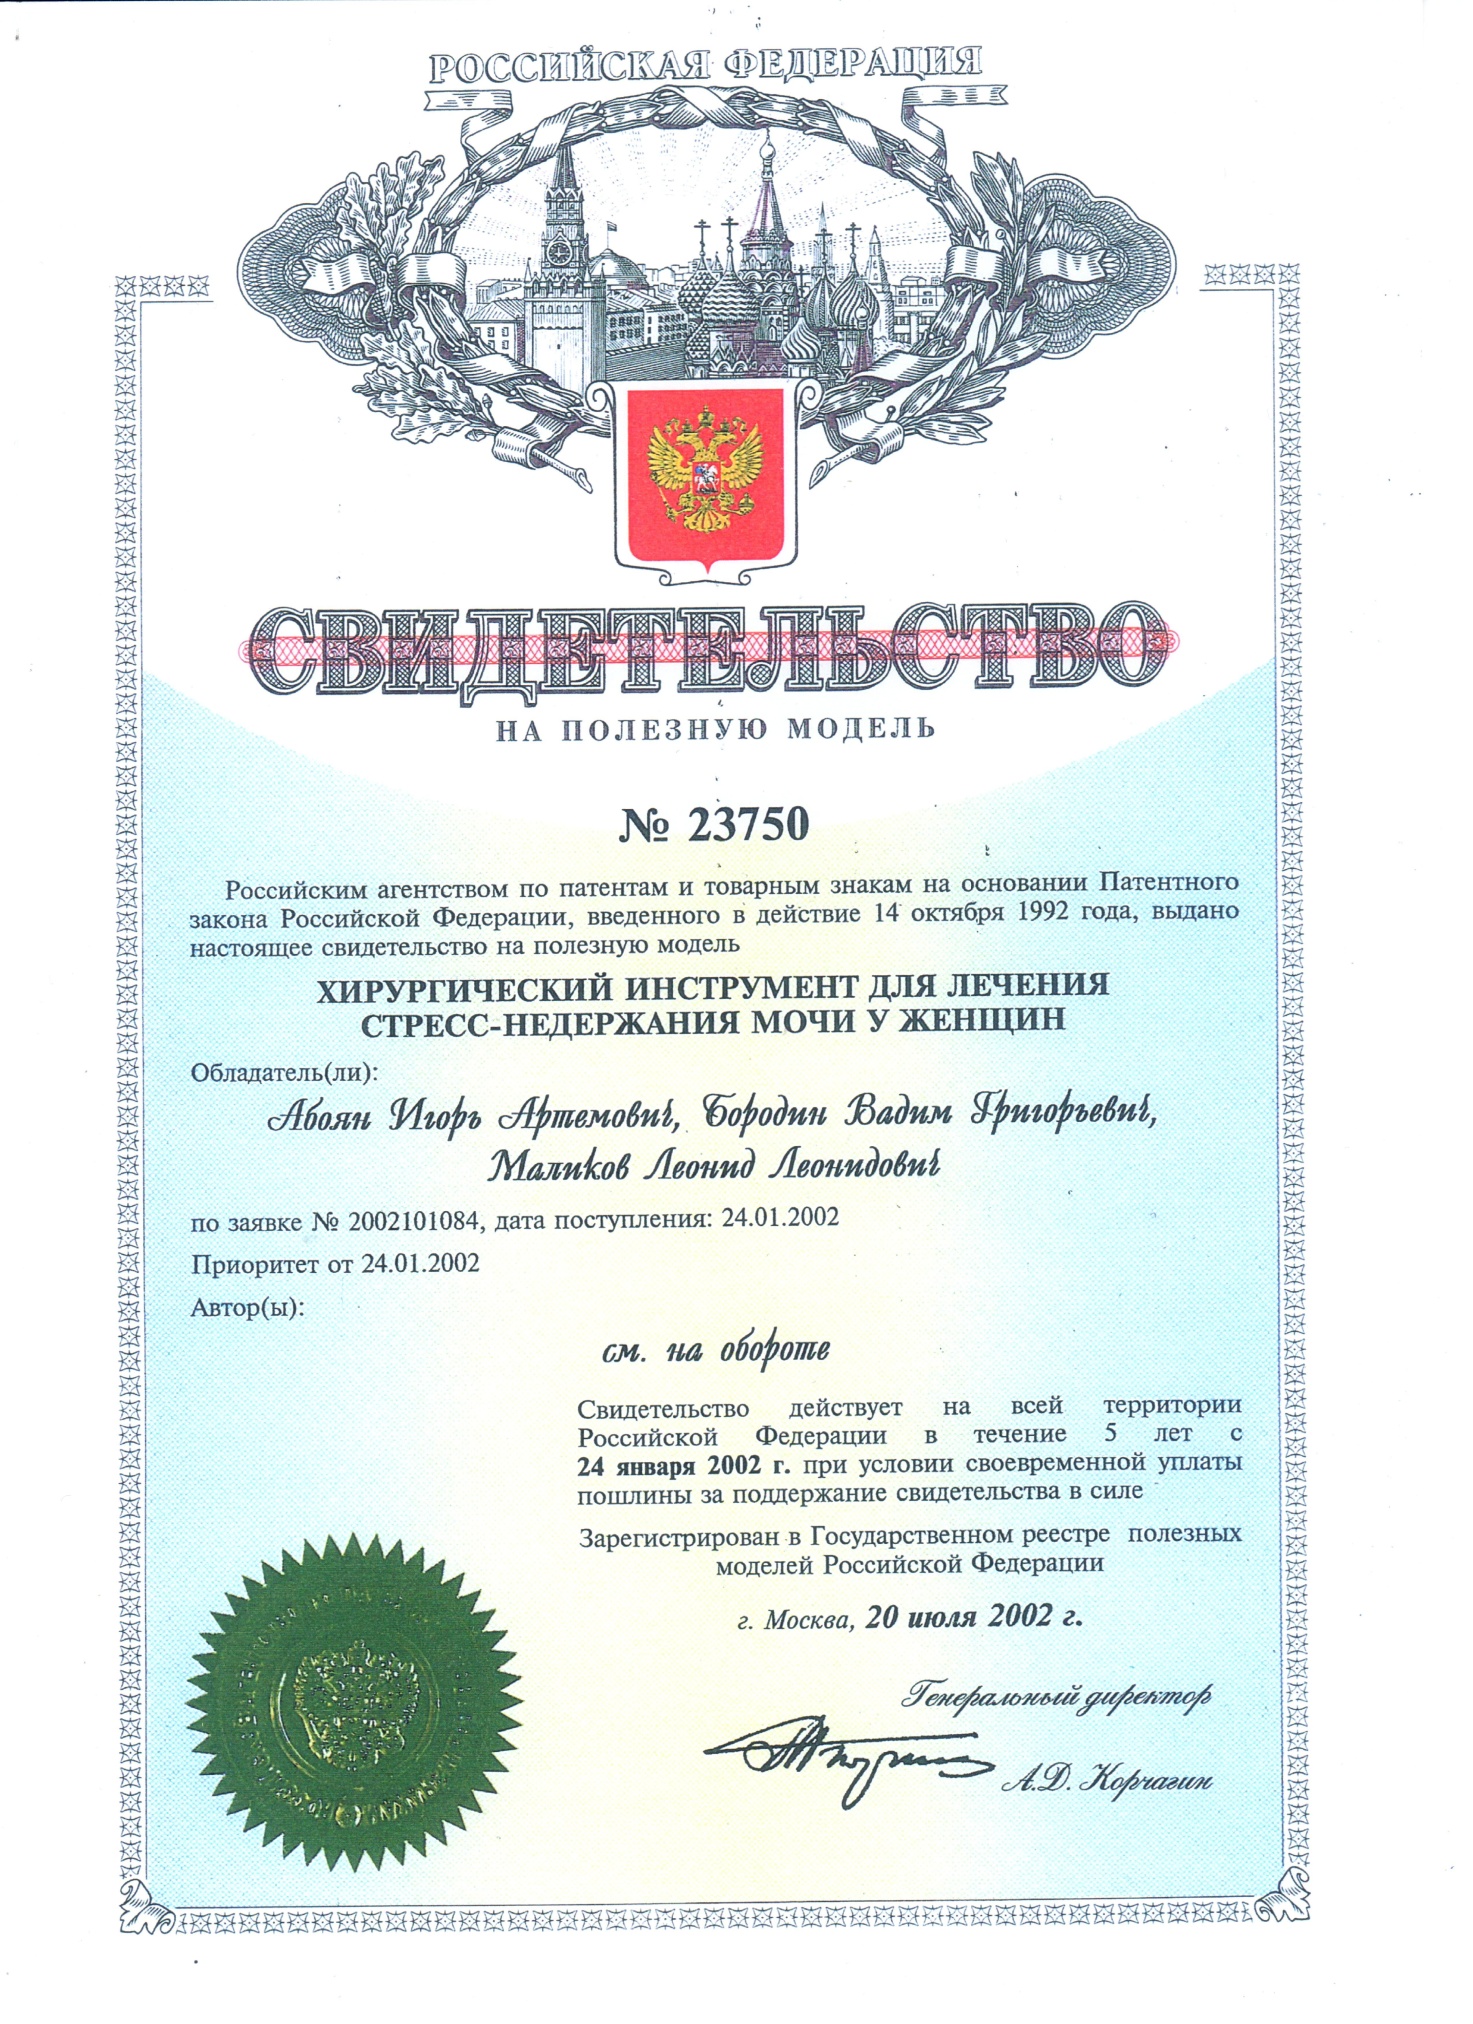 РОССИЙСКАЯ ФЕДЕРАЦИЯ
СВИДЕТЕЛЬСТВО
НА ПОЛЕЗНУЮ МОДЕЛЬ
№ 23750
Российским агентством по патентам и товарным знакам на основании Патентного
закона Российской Федерации, введенного в действие 14 октября 1992 года, выдано
настоящее свидетельство на полезную модель
ХИРУРГИЧЕСКИЙ ИНСТРУМЕНТ ДЛЯ ЛЕЧЕНИЯ
СТРЕСС-НЕДЕРЖАНИЯ МОЧИ У ЖЕНЩИН
Обладатель(ли):
Абоян Игорь Артемович, Бородин Вадим Григорьевич,
Маликов Леонид Леонидович
по заявке № 2002101084, дата поступления: 24.01.2002
Приоритет от 24.01.2002
Автор(ы):
см. на обороте
Свидетельство действует на всей территории
Российской Федерации в течение 5 лет с
24 января 2002 г. при условии своевременной уплаты
пошлины за поддержание свидетельства в силе
Зарегистрирован в Государственном реестре полезных
моделей Российской Федерации
г. Москва, 20 июля 2002 г.
Генеральный директор
А.Д. Корчагин